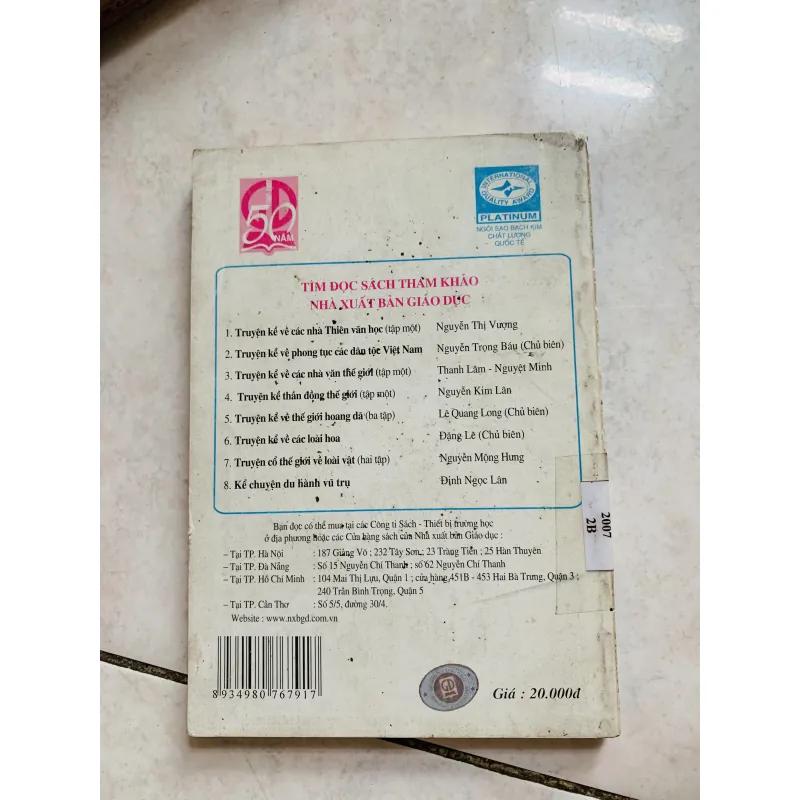 50
NĂM
INTERNATIONAL
QUALITY AWARD
PLATINUM
NGÔI SAO BẠCH KIM
CHẤT LƯỢNG
QUỐC TẾ
TÌM ĐỌC SÁCH THAM KHẢO
NHÀ XUẤT BẢN GIÁO DỤC
1. Truyện kể về các nhà Thiên văn học (tập một) Nguyễn Thị Vượng
2. Truyện kể về phong tục các dân tộc Việt Nam Nguyễn Trọng Báu (Chủ biên)
3. Truyện kể về các nhà văn thế giới (tập một) Thanh Lâm - Nguyệt Minh
4. Truyện kể thần đồng thế giới (tập một) Nguyễn Kim Lân
5. Truyện kể về thế giới hoang dã (ba tập) Lê Quang Long (Chủ biên)
6. Truyện kể về các loài hoa Đặng Lê (Chủ biên)
7. Truyện cổ thế giới về loài vật (hai tập) Nguyễn Mộng Hưng
8. Kể chuyện du hành vũ trụ Định Ngọc Lân
Bạn đọc có thể mua tại các Công ti Sách - Thiết bị trường học
ở địa phương hoặc các Cửa hàng sách của Nhà xuất bản Giáo dục :
– Tại TP. Hà Nội : 187 Giảng Võ ; 232 Tây Sơn ; 23 Tràng Tiền ; 25 Hàn Thuyên
– Tại TP. Đà Nẵng : Số 15 Nguyễn Chí Thanh ; số 62 Nguyễn Chí Thanh
– Tại TP. Hồ Chí Minh : 104 Mai Thị Lựu, Quận 1 ; cửa hàng 451B - 453 Hai Bà Trưng, Quận 3 ;
240 Trần Bình Trọng, Quận 5
– Tại TP. Cần Thơ : Số 5/5, đường 30/4.
Website : www.nxbgd.com.vn
8 934980 767917
Giá : 20.000đ
2007
2B